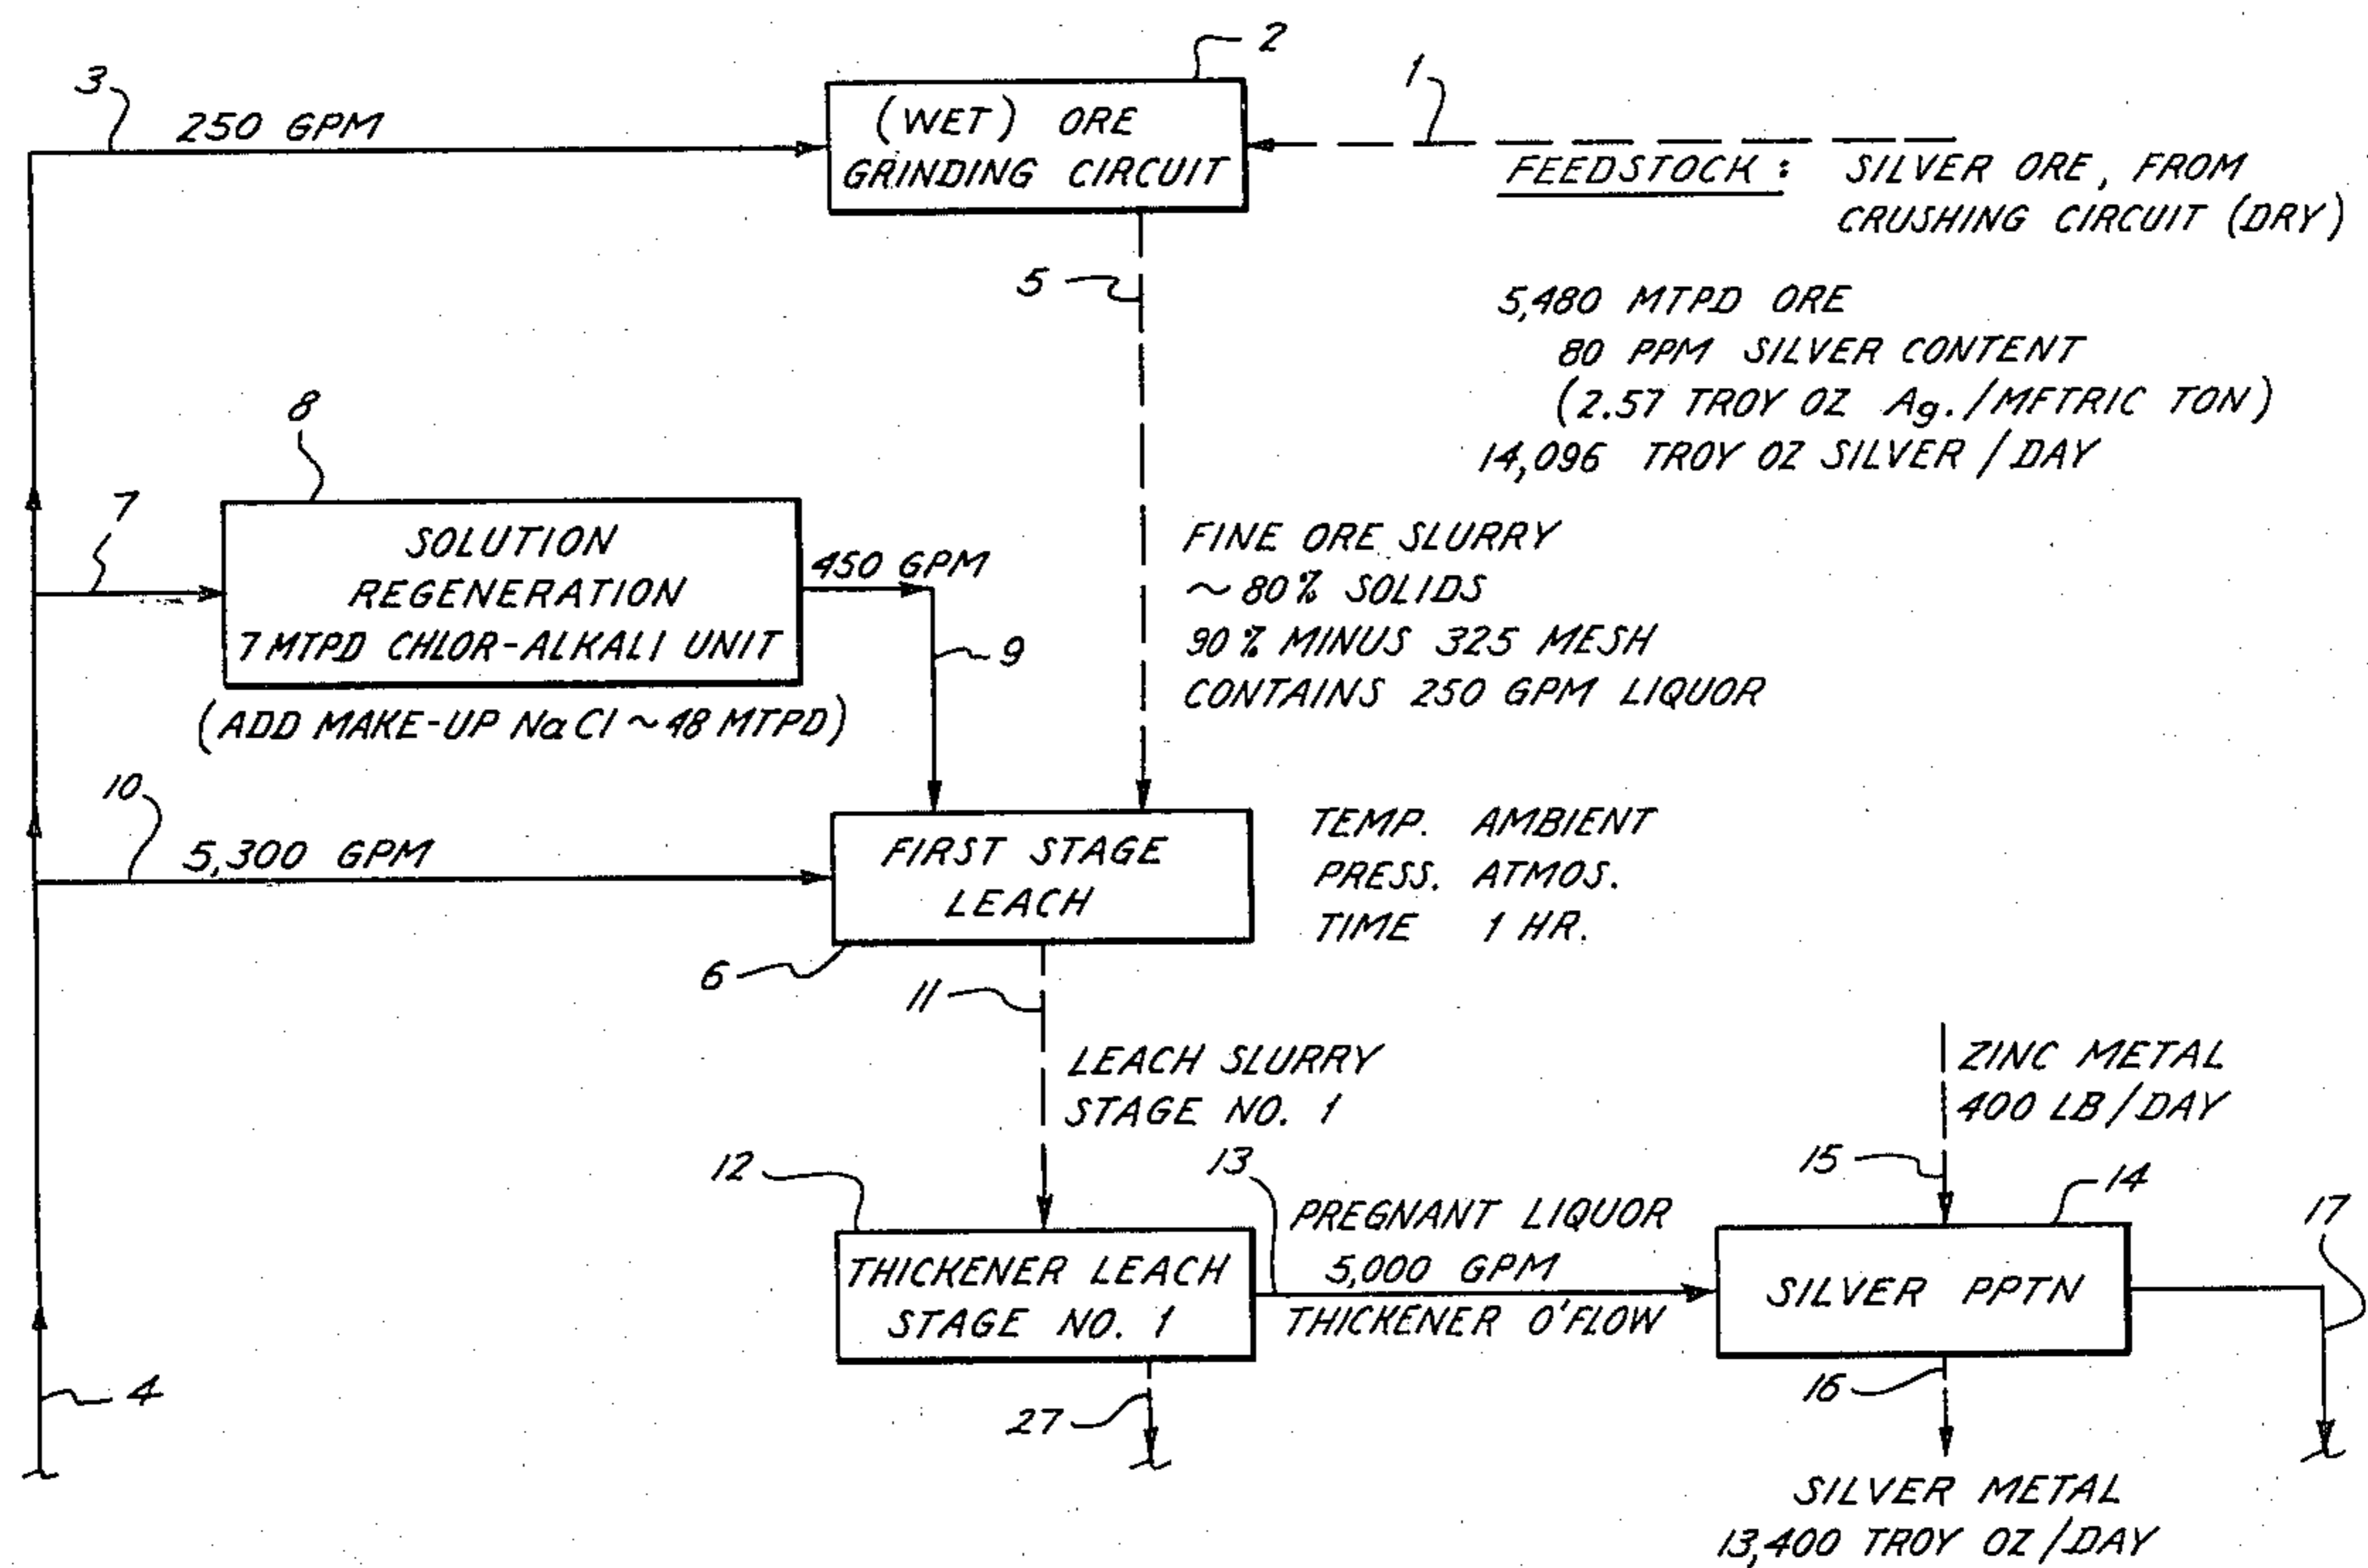 2
1
3
250 GPM
(WET) ORE
GRINDING CIRCUIT
FEEDSTOCK: SILVER ORE, FROM
CRUSHING CIRCUIT (DRY)
5
5,480 MTPD ORE
80 PPM SILVER CONTENT
(2.57 TROY OZ Ag./METRIC TON)
14,096 TROY OZ SILVER/DAY
8
7
SOLUTION
REGENERATION
7 MTPD CHLOR-ALKALI UNIT
(ADD MAKE-UP NaCl ~48 MTPD)
450 GPM
9
FINE ORE SLURRY
~80% SOLIDS
90% MINUS 325 MESH
CONTAINS 250 GPM LIQUOR
10
5,300 GPM
FIRST STAGE
LEACH
TEMP. AMBIENT
PRESS. ATMOS.
TIME 1 HR.
6
11
LEACH SLURRY
STAGE NO. 1
ZINC METAL
400 LB/DAY
12
13
15
14
17
THICKENER LEACH
STAGE NO. 1
PREGNANT LIQUOR
5,000 GPM
THICKENER O'FLOW
SILVER PPTN
4
27
16
SILVER METAL
13,400 TROY OZ/DAY